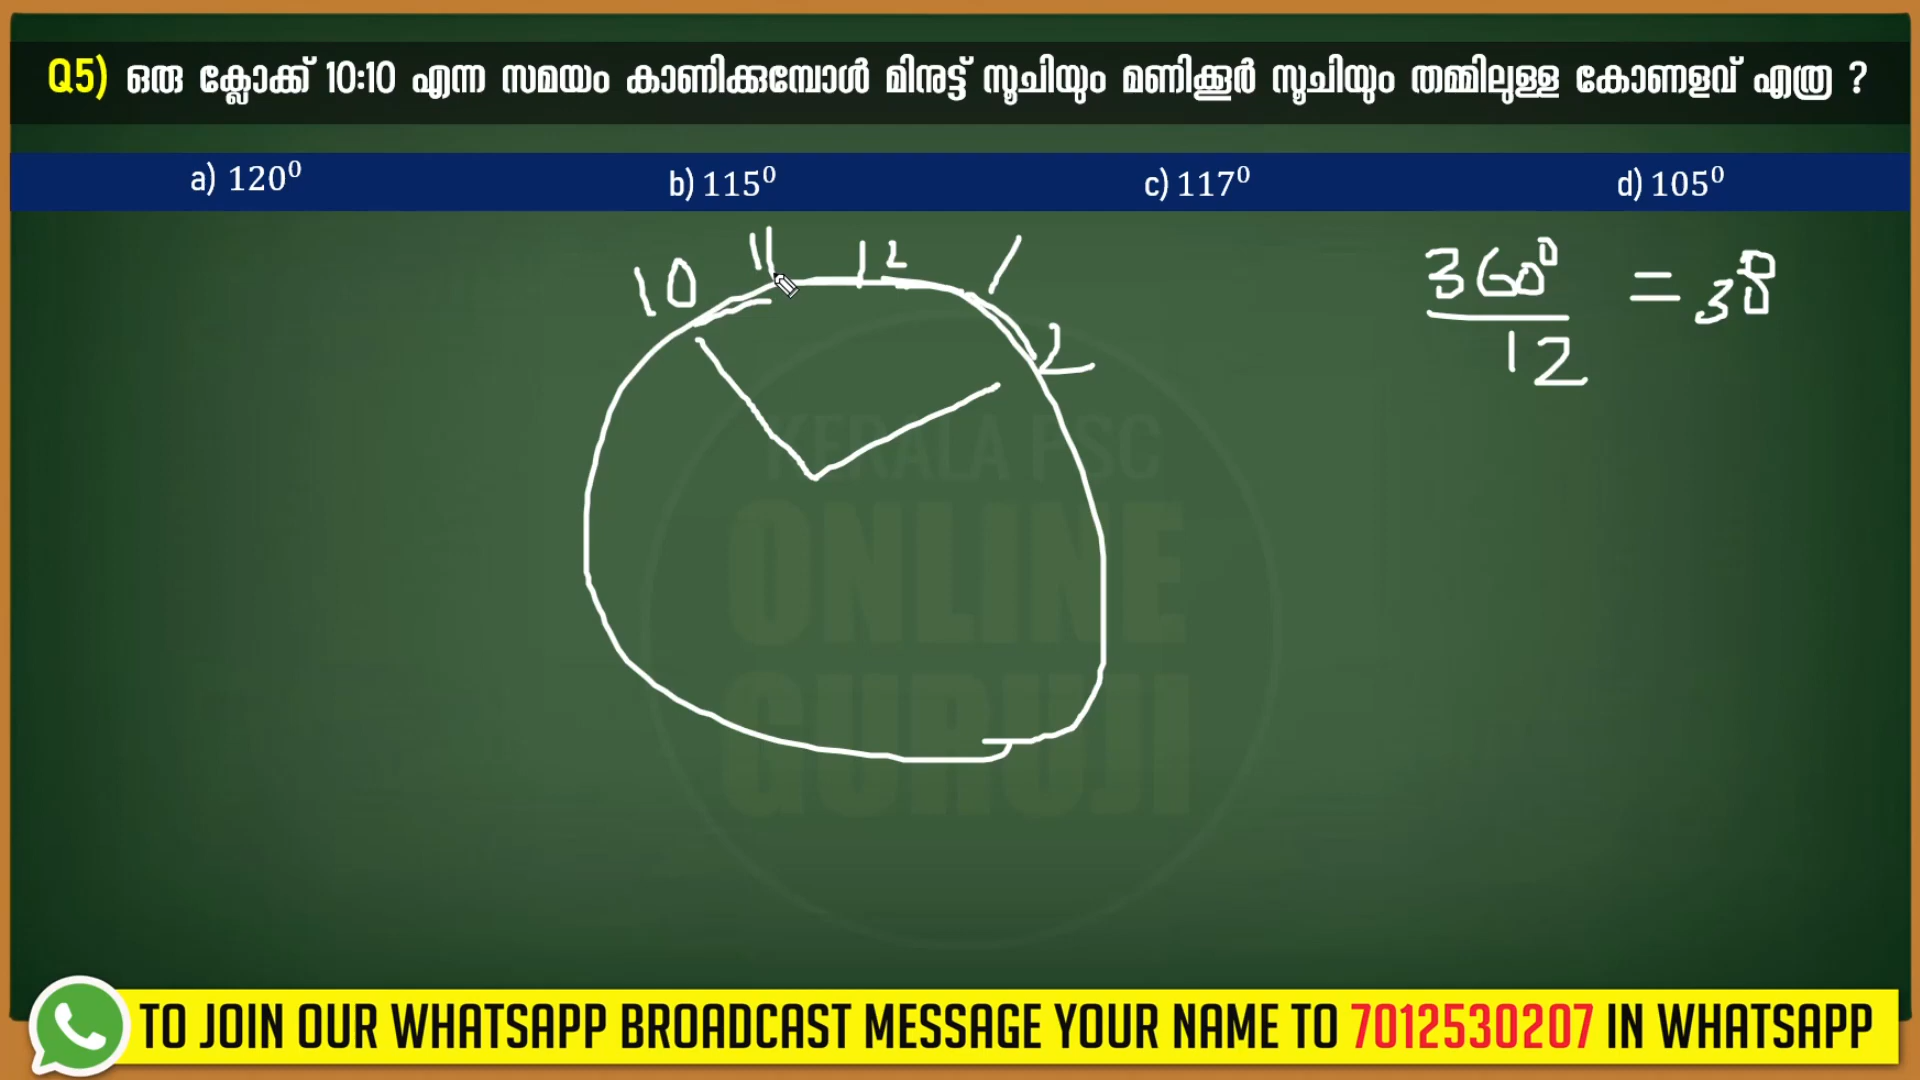 Q5) ഒരു ക്ലോക്ക് 10:10 എന്ന സമയം കാണിക്കുമ്പോൾ മിനുട്ട് സൂചിയും മണിക്കൂർ സൂചിയും തമ്മിലുള്ള കോണളവ് എത്ര ?
a) 120⁰ b) 115⁰ c) 117⁰ d) 105⁰
10 11 12 1 2
360⁰ = 30
12
KERALA PSC
ONLINE
GURUJI
TO JOIN OUR WHATSAPP BROADCAST MESSAGE YOUR NAME TO 7012530207 IN WHATSAPP